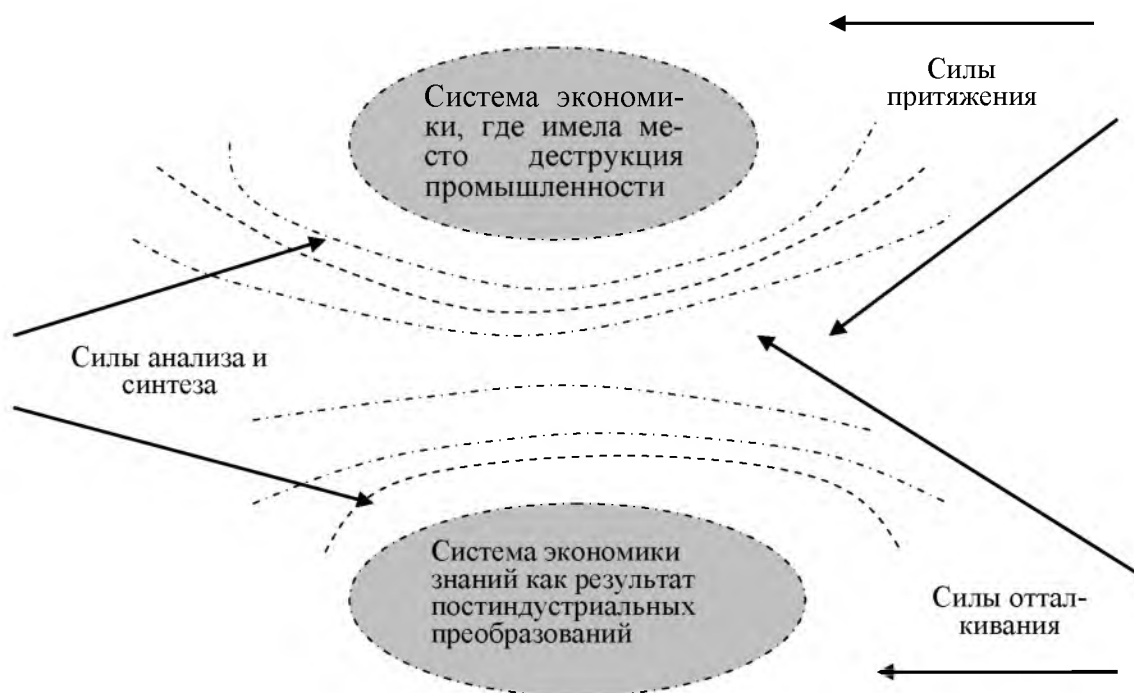 Силы
притяжения
Система экономи-
ки, где имела ме-
сто деструкция
промышленности
Силы анализа и
синтеза
Система экономики
знаний как результат
постиндустриальных
преобразований
Силы оттал-
кивания